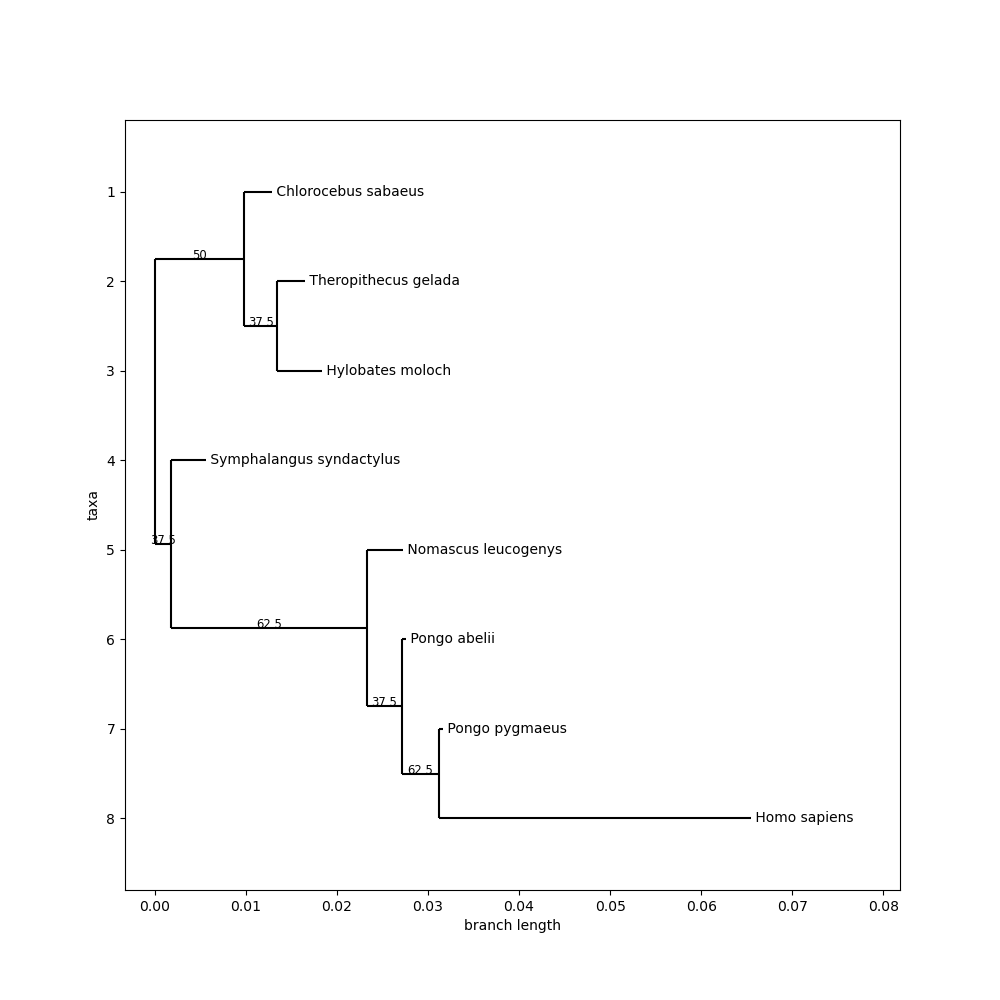 1
Chlorocebus sabaeus
50
2
Theropithecus gelada
37.5
3
Hylobates moloch
4
Symphalangus syndactylus
taxa
37.5
5
Nomascus leucogenys
62.5
6
Pongo abelii
37.5
7
Pongo pygmaeus
62.5
8
Homo sapiens
0.00 0.01 0.02 0.03 0.04 0.05 0.06 0.07 0.08
branch length